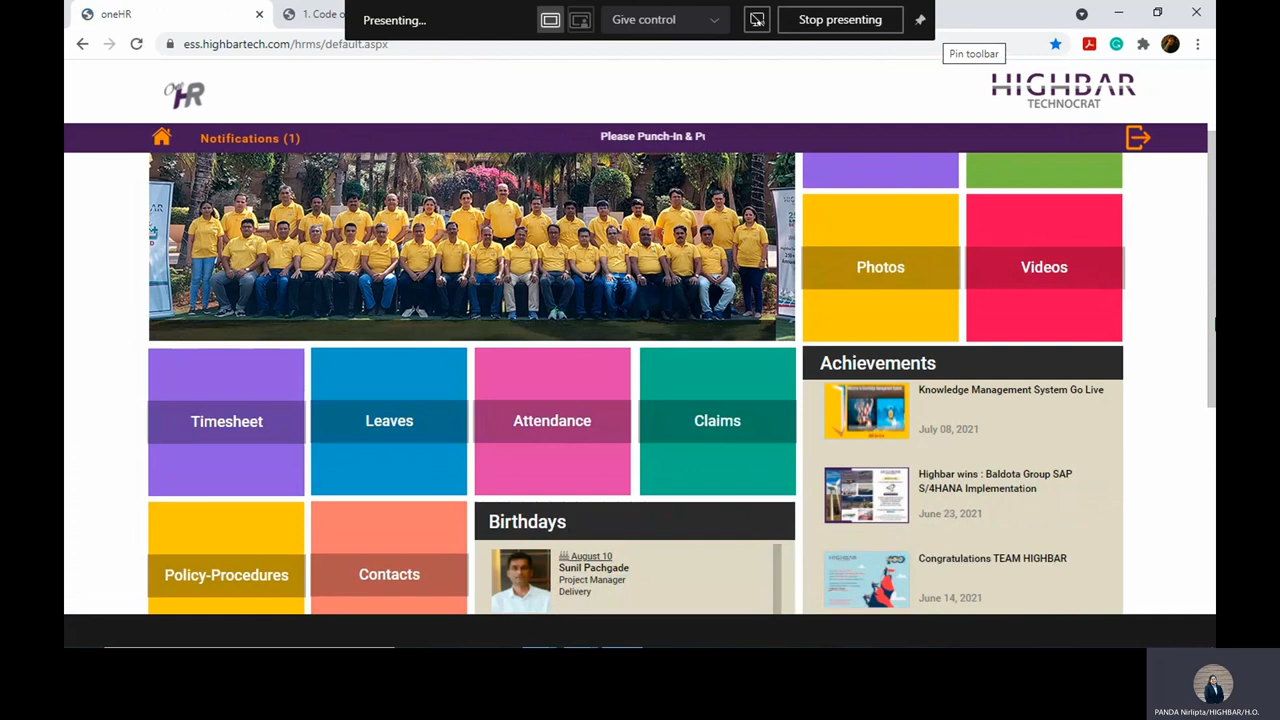 oneHR
1. Code o
Presenting...
Give control
Stop presenting
ess.highbartech.com/hrms/default.aspx
Pin toolbar
oneHR
HIGHBAR
TECHNOCRAT
Notifications (1)
Please Punch-In & Pu
Photos
Videos
Achievements
Knowledge Management System Go Live
July 08, 2021
Timesheet
Leaves
Attendance
Claims
Highbar wins : Baldota Group SAP
S/4HANA Implementation
June 23, 2021
Birthdays
August 10
Sunil Pachgade
Project Manager
Delivery
Policy-Procedures
Contacts
Congratulations TEAM HIGHBAR
June 14, 2021
PANDA Nirlipta/HIGHBAR/H.O.